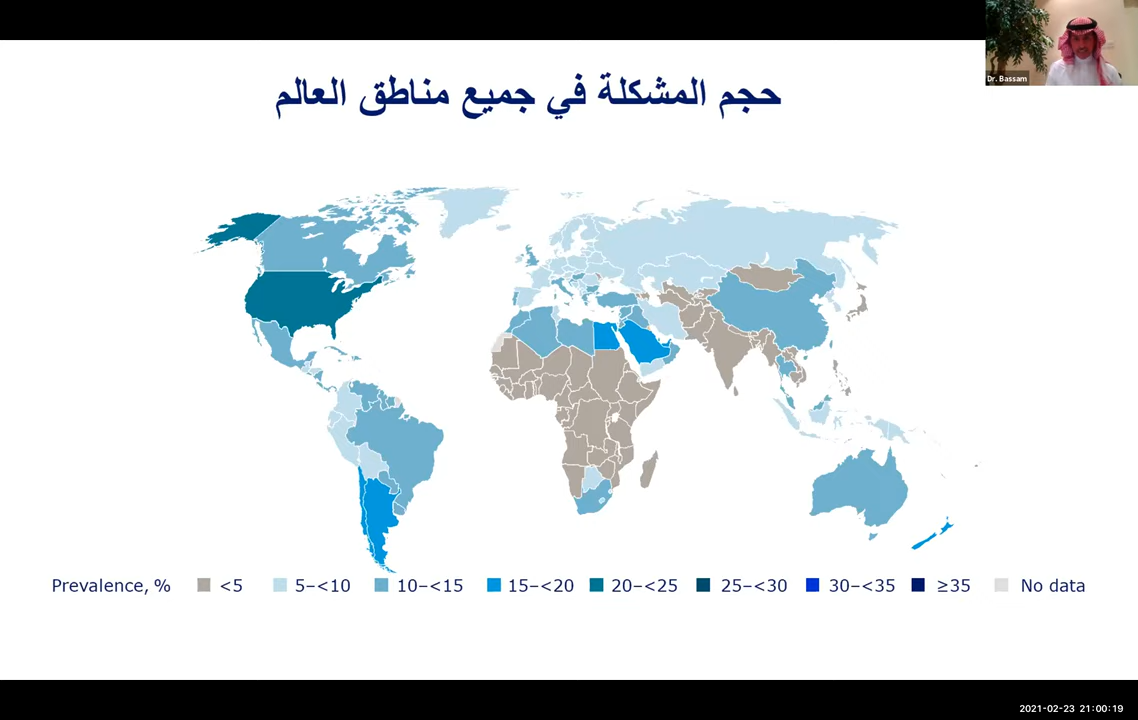 Dr. Bassam
حجم المشكلة في جميع مناطق العالم
Prevalence, % <5 5–<10 10–<15 15–<20 20–<25 25–<30 30–<35 ≥35 No data
2021-02-23 21:00:19